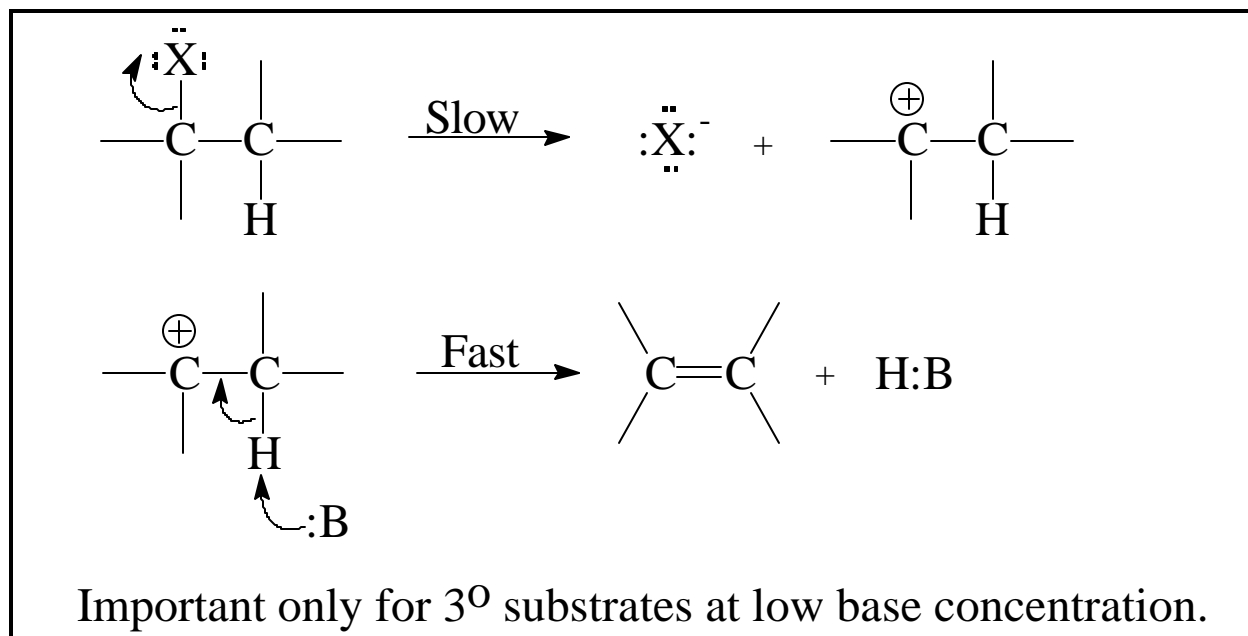 :Ẍ:
C C Slow :Ẍ:- + ⊕ C C
H H
⊕
C C Fast C=C + H:B
H
:B
Important only for 3º substrates at low base concentration.